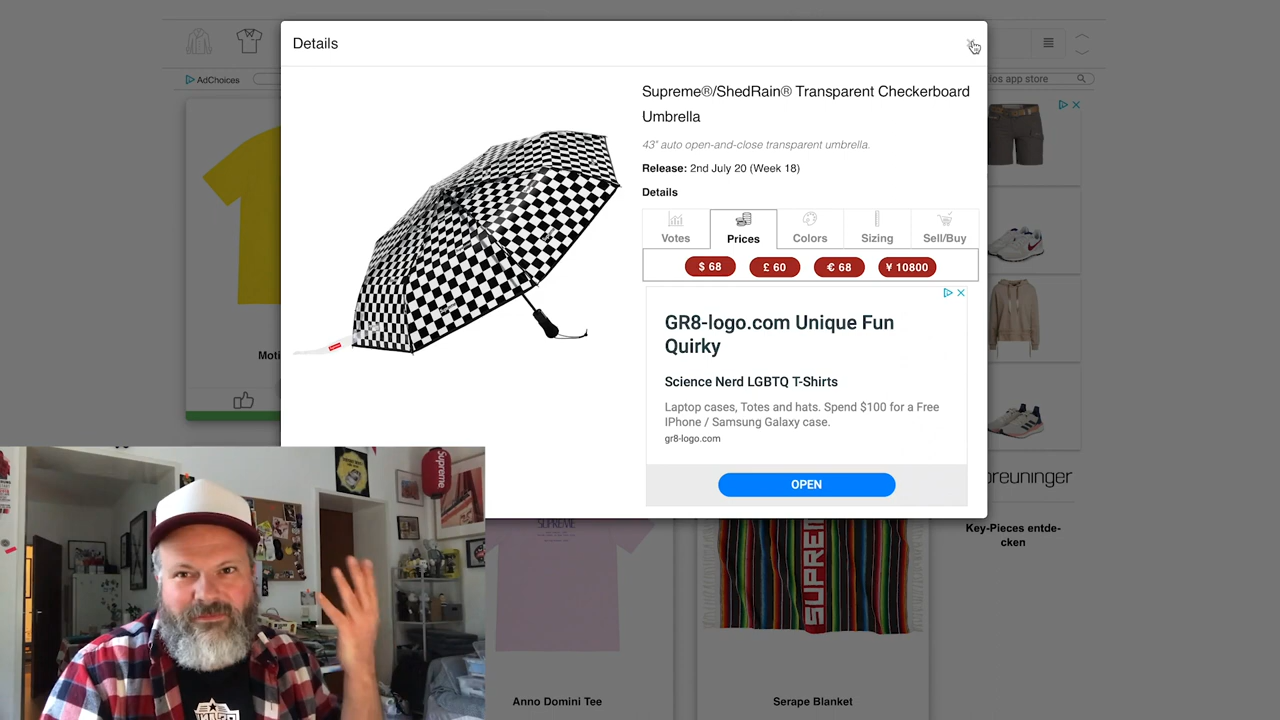 Details
AdChoices
ios app store
Supreme®/ShedRain® Transparent Checkerboard
Umbrella
43" auto open-and-close transparent umbrella.
Release: 2nd July 20 (Week 18)
Details
Votes
Prices
Colors
Sizing
Sell/Buy
$ 68
£ 60
€ 68
¥ 10800
GR8-logo.com Unique Fun
Quirky
Science Nerd LGBTQ T-Shirts
Laptop cases, Totes and hats. Spend $100 for a Free
IPhone / Samsung Galaxy case.
gr8-logo.com
OPEN
Moti
Supreme
SUPREME
SUPREM
Key-Pieces entde-
cken
Anno Domini Tee
Serape Blanket